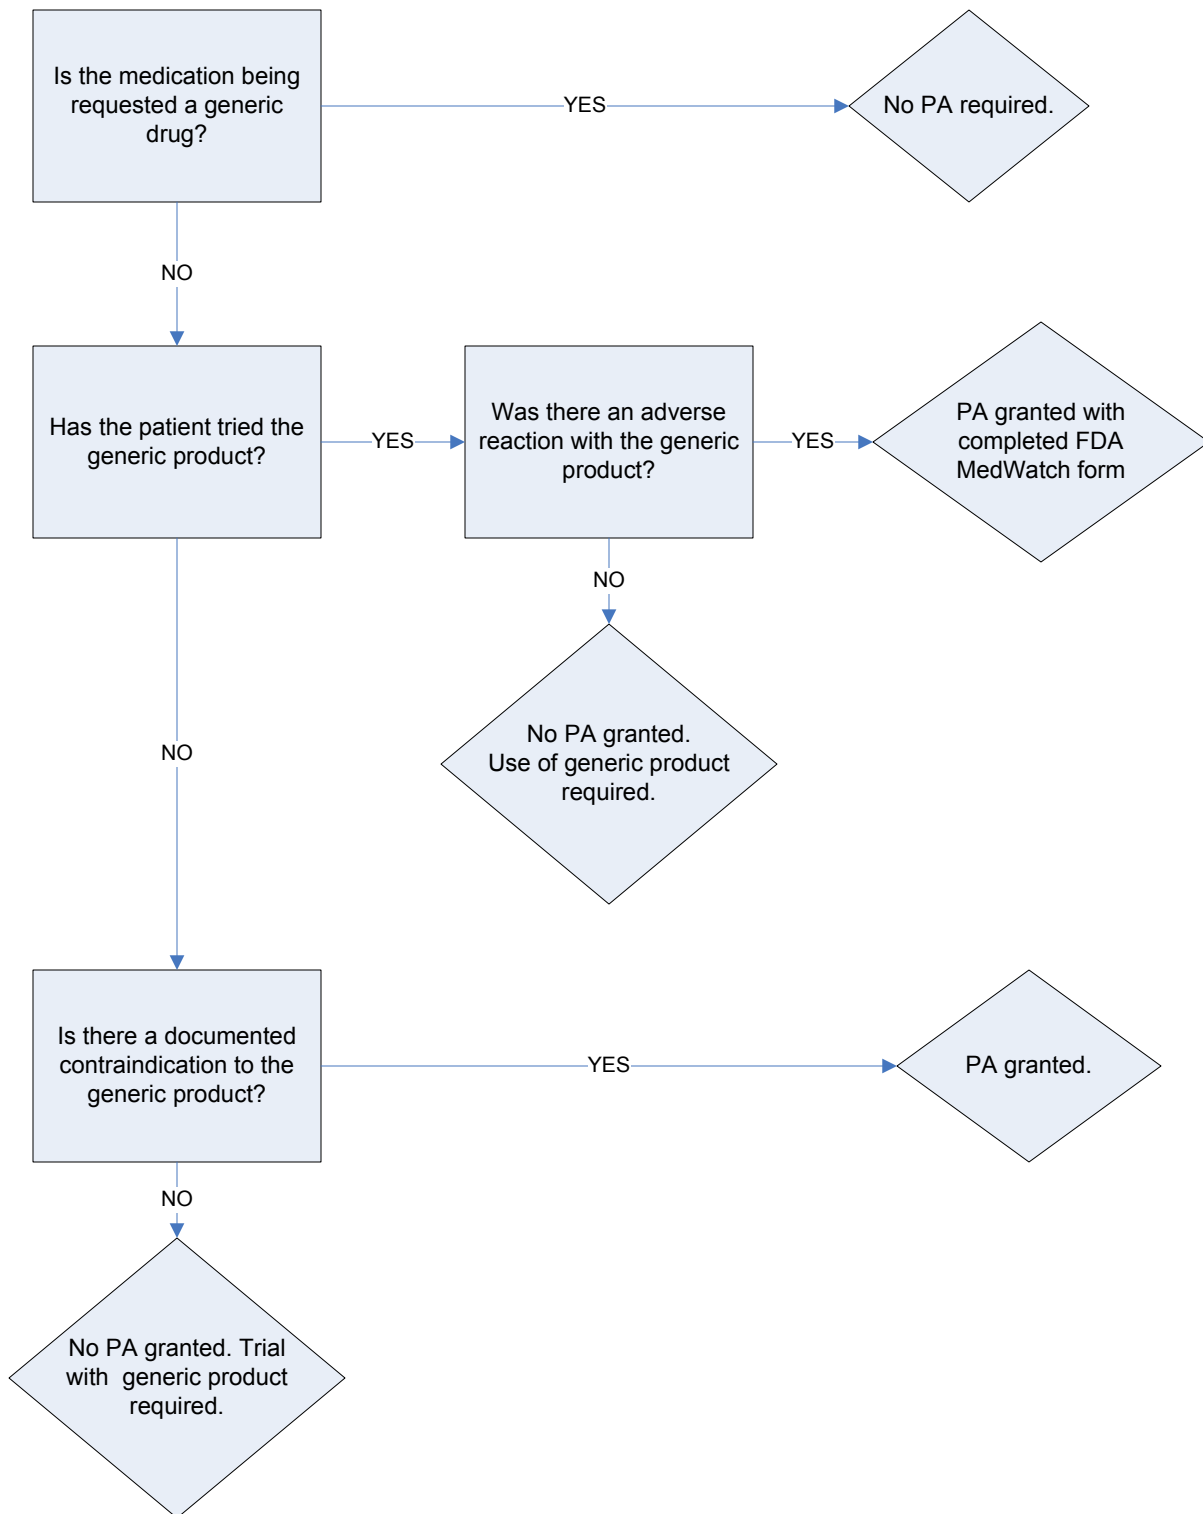 Is the medication being
requested a generic
drug?
YES
No PA required.
NO
Has the patient tried the
generic product?
YES
Was there an adverse
reaction with the generic
product?
YES
PA granted with
completed FDA
MedWatch form
NO
No PA granted.
Use of generic product
required.
NO
Is there a documented
contraindication to the
generic product?
YES
PA granted.
NO
No PA granted. Trial
with  generic product
required.